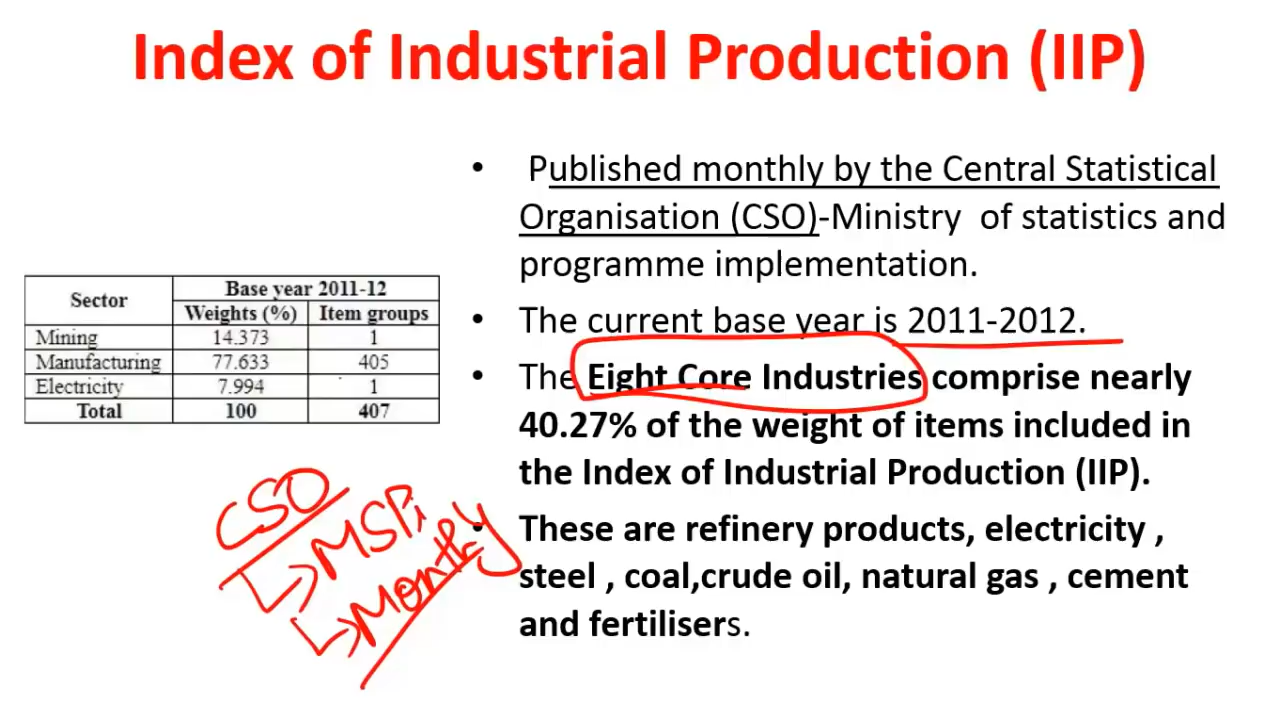 Index of Industrial Production (IIP)
• Published monthly by the Central Statistical
Organisation (CSO)-Ministry of statistics and
programme implementation.
• The current base year is 2011-2012.
• The Eight Core Industries comprise nearly
40.27% of the weight of items included in
the Index of Industrial Production (IIP).
• These are refinery products, electricity ,
steel , coal,crude oil, natural gas , cement
and fertilisers.
Sector Base year 2011-12
Weights (%) Item groups
Mining 14.373 1
Manufacturing 77.633 405
Electricity 7.994 1
Total 100 407
CSO
MSPi
Monthly